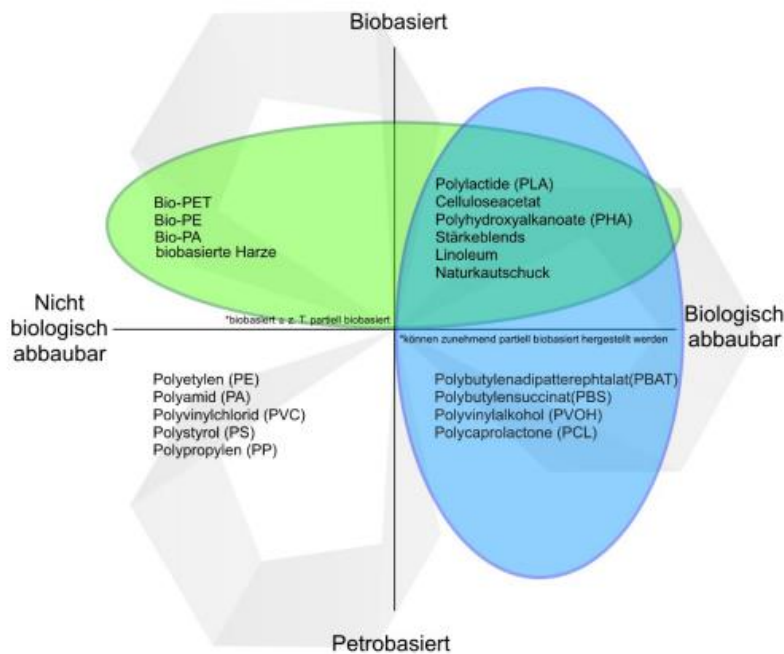 Biobasiert
Bio-PET
Bio-PE
Bio-PA
biobasierte Harze
Polylactide (PLA)
Celluloseacetat
Polyhydroxyalkanoate (PHA)
Stärkeblends
Linoleum
Naturkautschuck
Nicht
biologisch
abbaubar
*biobasiert = z. T. partiell biobasiert
*können zunehmend partiell biobasiert hergestellt werden
Biologisch
abbaubar
Polyetylen (PE)
Polyamid (PA)
Polyvinylchlorid (PVC)
Polystyrol (PS)
Polypropylen (PP)
Polybutylenadipatterephtalat(PBAT)
Polybutylensuccinat(PBS)
Polyvinylalkohol (PVOH)
Polycaprolactone (PCL)
Petrobasiert